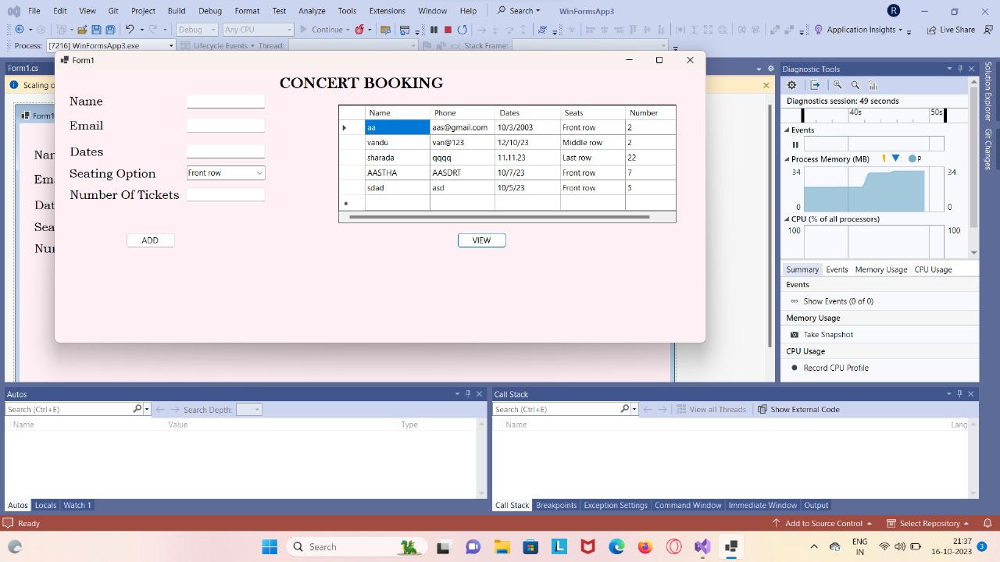 File Edit View Git Project Build Debug Format Test Analyze Tools Extensions Window Help Search WinFormsApp3 R
Debug Any CPU Continue Application Insights Live Share
Process: [7216] WinFormsApp3.exe Lifecycle Events Thread: Stack Frame:
Form1.cs
Scaling
Form1
Form1
CONCERT BOOKING
Name
Email
Dates
Seating Option Front row
Number Of Tickets
ADD
Name Phone Dates Seats Number
aa aas@gmail.com 10/3/2003 Front row 2
vandu van@123 12/10/23 Middle row 2
sharada qqqq 11.11.23 Last row 22
AASTHA AASDRT 10/7/23 Front row 7
sdad asd 10/5/23 Front row 5
VIEW
Diagnostic Tools
Diagnostics session: 49 seconds
40s 50s
Events
Process Memory (MB) P
34 34
0 0
CPU (% of all processors)
100 100
Summary Events Memory Usage CPU Usage
Events
Show Events (0 of 0)
Memory Usage
Take Snapshot
CPU Usage
Record CPU Profile
Solution Explorer
Git Changes
Autos
Search (Ctrl+E) Search Depth:
Name Value Type
Autos Locals Watch 1
Call Stack
Search (Ctrl+E) View all Threads Show External Code
Name Lang
Call Stack Breakpoints Exception Settings Command Window Immediate Window Output
Ready Add to Source Control Select Repository
Search
L
ENG
IN
21:37
16-10-2023
3